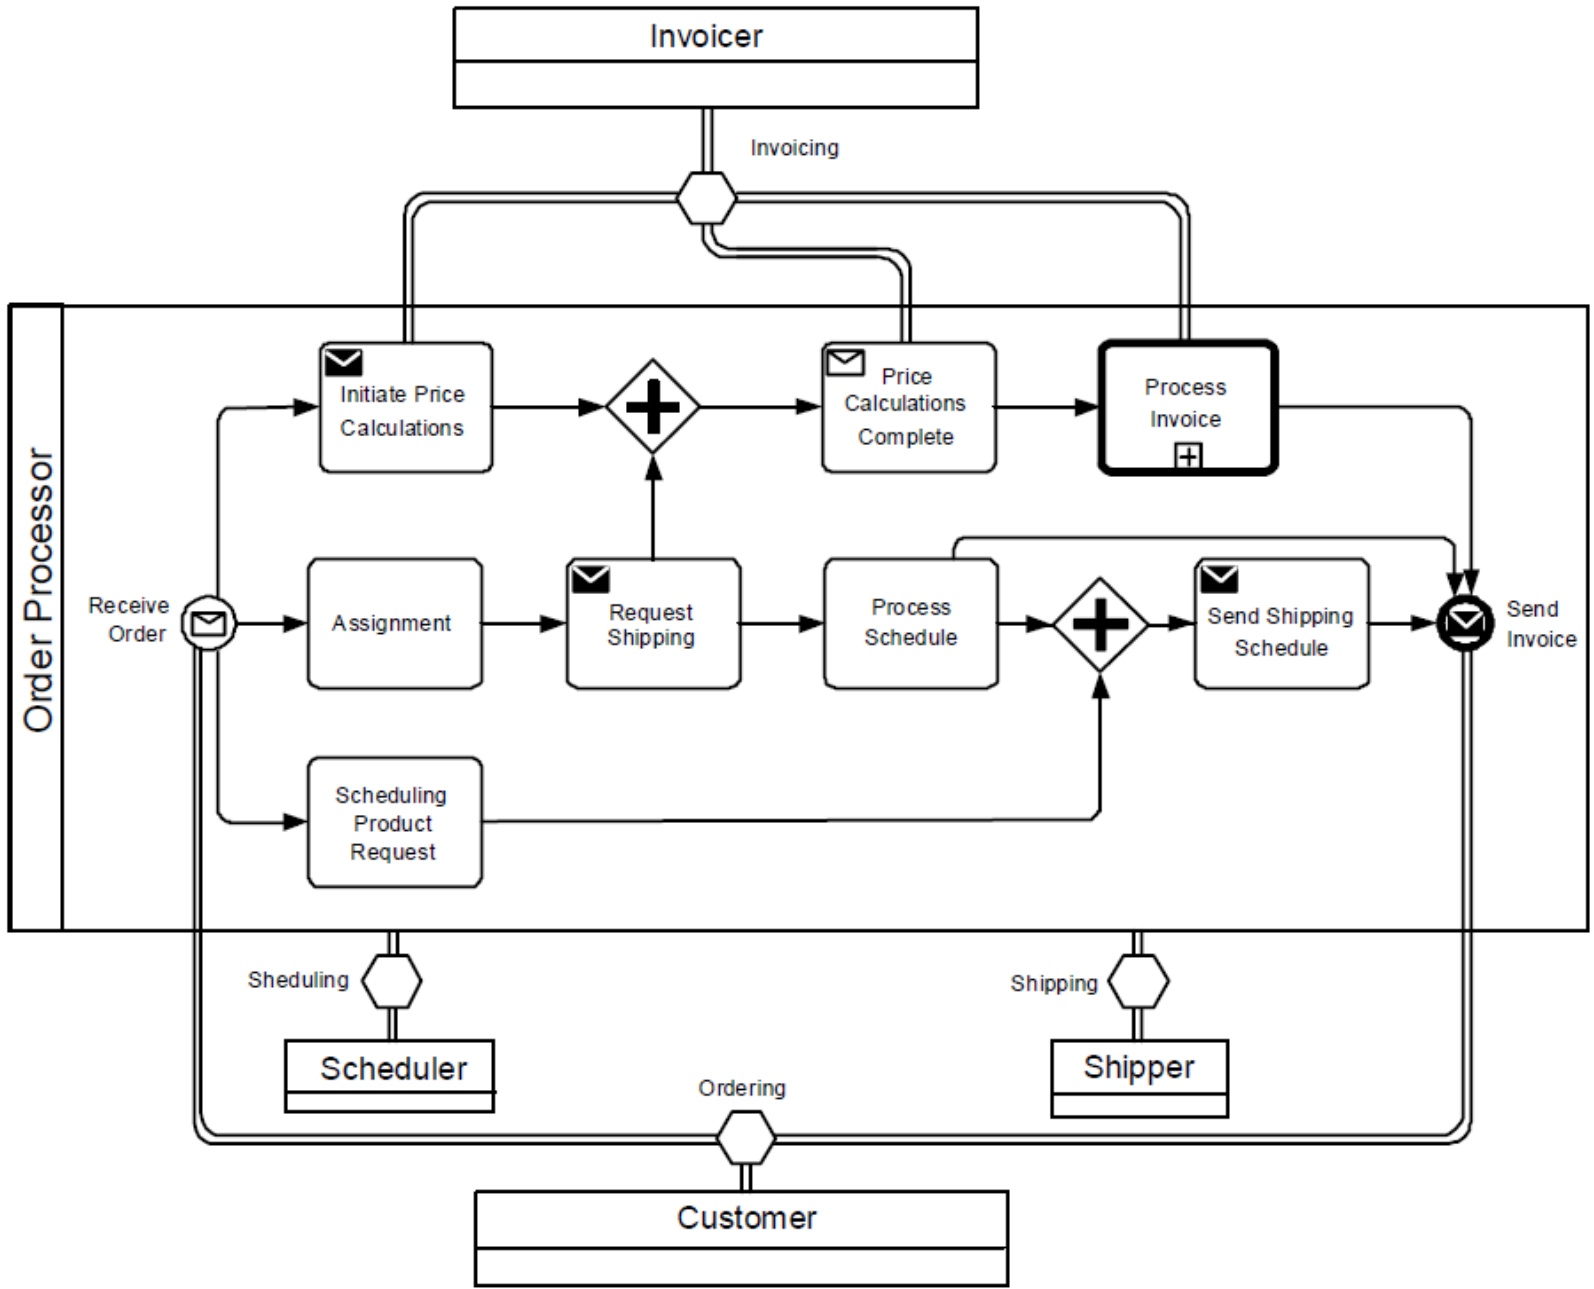 Invoicer
Invoicing
Order Processor
Initiate Price
Calculations
Price
Calculations
Complete
Process
Invoice
Receive
Order
Assignment
Request
Shipping
Process
Schedule
Send Shipping
Schedule
Send
Invoice
Scheduling
Product
Request
Sheduling
Shipping
Scheduler
Shipper
Ordering
Customer